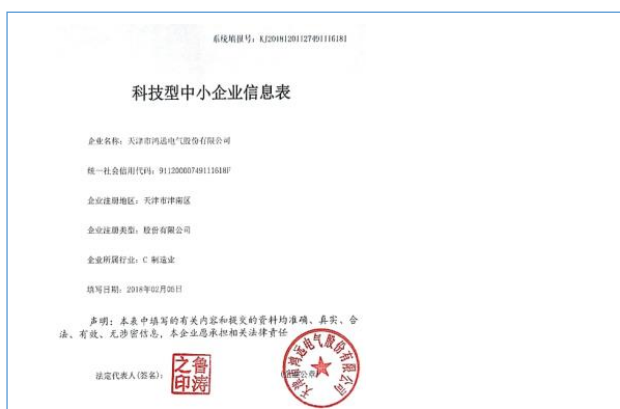 系统填报号：KJ20181201127491116181
科技型中小企业信息表
企业名称：天津市鸿远电气股份有限公司
统一社会信用代码：91120000749111618F
企业注册地区：天津市津南区
企业注册类型：股份有限公司
企业所属行业：C 制造业
填写日期：2018年02月05日
声明：本表中填写的有关内容和提交的资料均准确、真实、合
法、有效、无涉密信息，本企业愿承担相关法律责任
法定代表人(签名)：
鲁涛之印
天津市鸿远电气股份有限公司